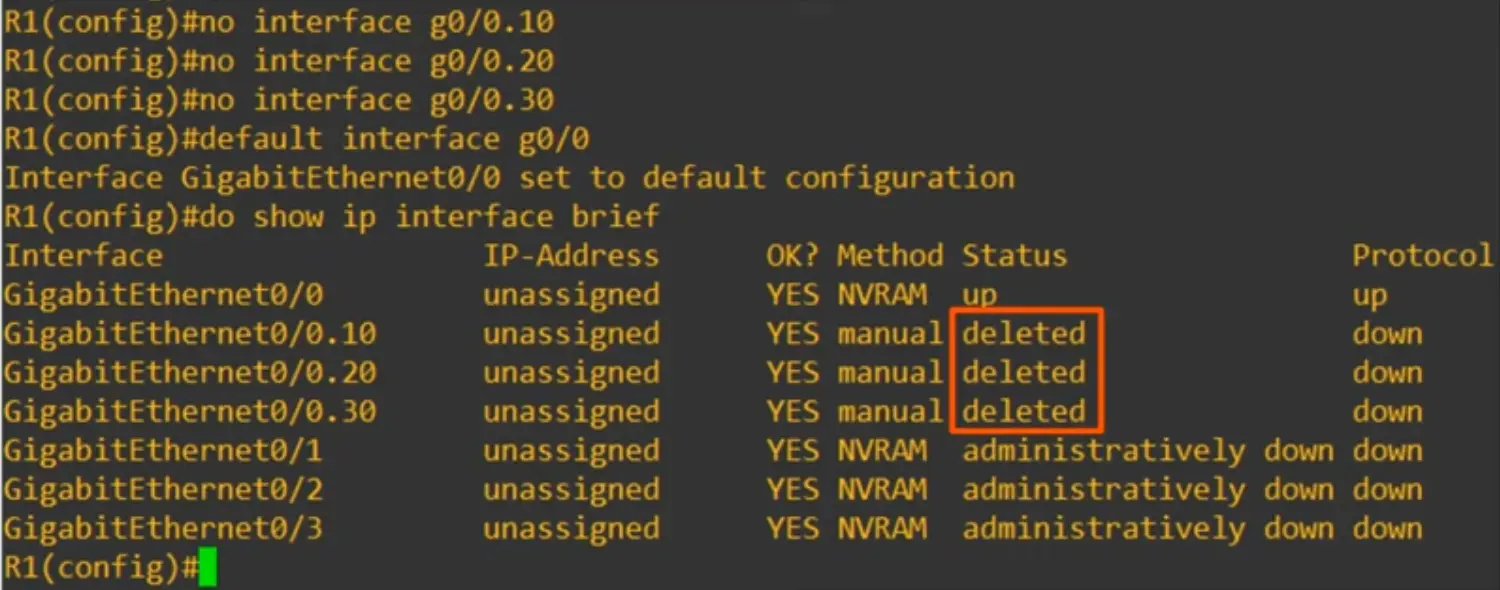 R1(config)#no interface g0/0.10
R1(config)#no interface g0/0.20
R1(config)#no interface g0/0.30
R1(config)#default interface g0/0
Interface GigabitEthernet0/0 set to default configuration
R1(config)#do show ip interface brief
Interface IP-Address OK? Method Status Protocol
GigabitEthernet0/0 unassigned YES NVRAM up up
GigabitEthernet0/0.10 unassigned YES manual deleted down
GigabitEthernet0/0.20 unassigned YES manual deleted down
GigabitEthernet0/0.30 unassigned YES manual deleted down
GigabitEthernet0/1 unassigned YES NVRAM administratively down down
GigabitEthernet0/2 unassigned YES NVRAM administratively down down
GigabitEthernet0/3 unassigned YES NVRAM administratively down down
R1(config)#